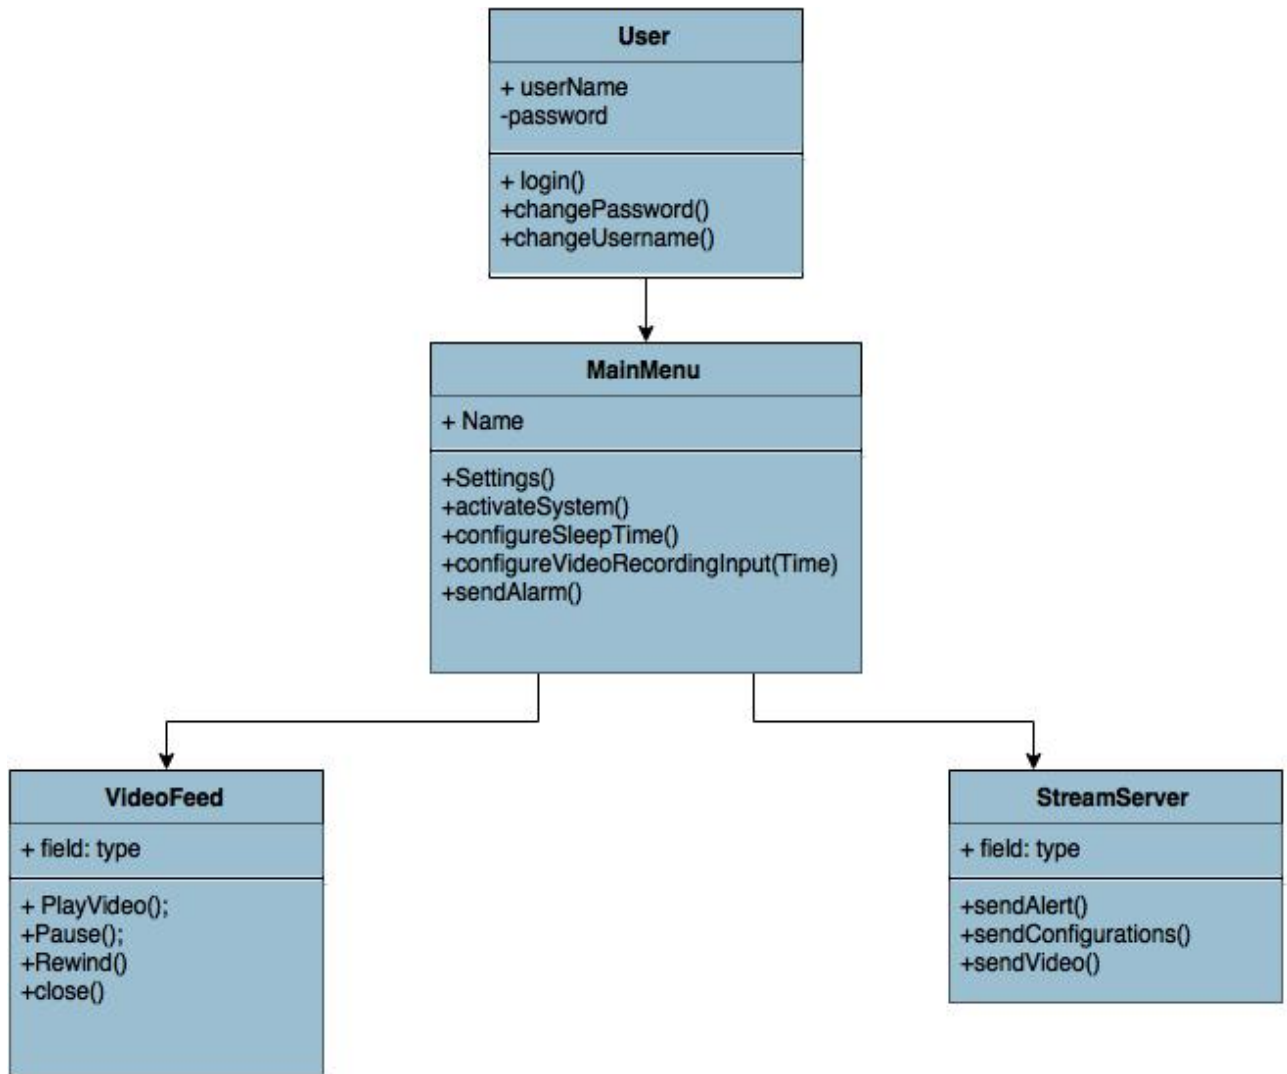 User
+ userName
-password
+ login()
+changePassword()
+changeUsername()
MainMenu
+ Name
+Settings()
+activateSystem()
+configureSleepTime()
+configureVideoRecordingInput(Time)
+sendAlarm()
VideoFeed
+ field: type
+ PlayVideo();
+Pause();
+Rewind()
+close()
StreamServer
+ field: type
+sendAlert()
+sendConfigurations()
+sendVideo()